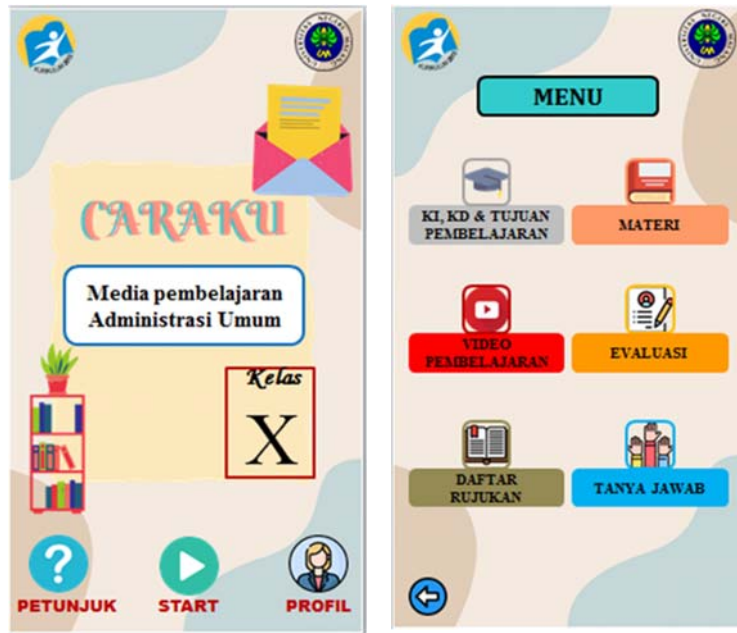 CARAKU
Media pembelajaran
Administrasi Umum
Kelas
X
PETUNJUK
START
PROFIL
MENU
KI, KD & TUJUAN
PEMBELAJARAN
MATERI
VIDEO
PEMBELAJARAN
EVALUASI
DAFTAR
RUJUKAN
TANYA JAWAB